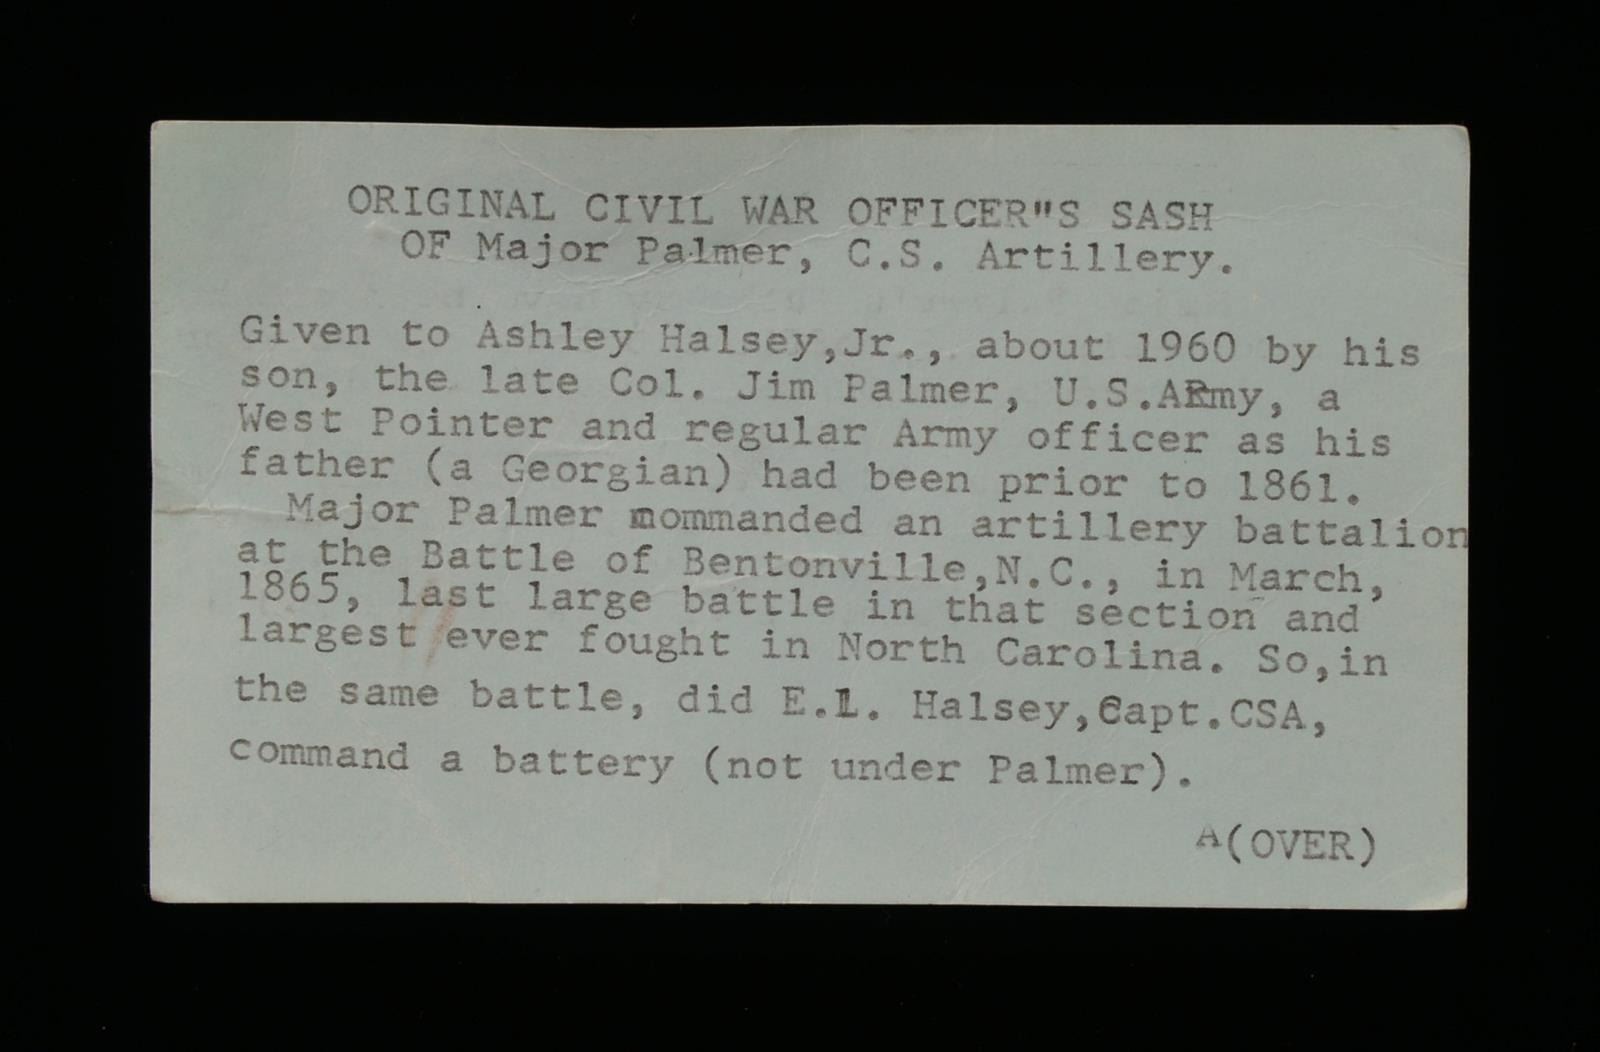 ORIGINAL CIVIL WAR OFFICER"S SASH
OF Major Palmer, C.S. Artillery.
Given to Ashley Halsey,Jr., about 1960 by his
son, the late Col. Jim Palmer, U.S.ARmy, a
West Pointer and regular Army officer as his
father (a Georgian) had been prior to 1861.
Major Palmer mommanded an artillery battalion
at the Battle of Bentonville,N.C., in March,
1865, last large battle in that section and
largest ever fought in North Carolina. So,in
the same battle, did E.L. Halsey,Capt.CSA,
command a battery (not under Palmer).
A(OVER)